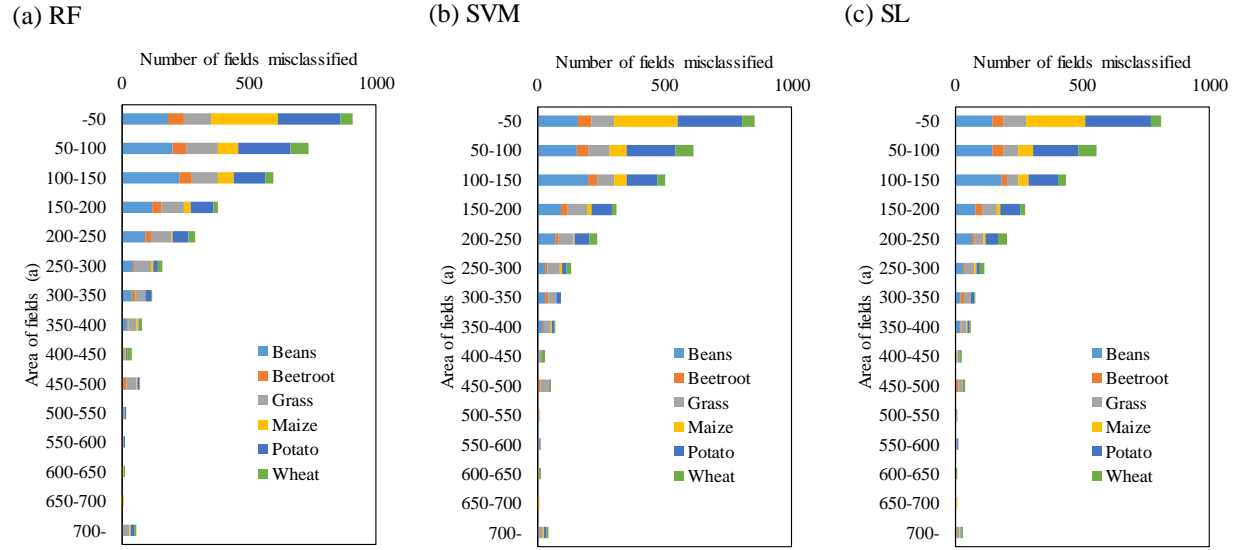 (a) RF
Number of fields misclassified
0 500 1000
Area of fields (a)
-50
50-100
100-150
150-200
200-250
250-300
300-350
350-400
400-450
450-500
500-550
550-600
600-650
650-700
700-
Beans
Beetroot
Grass
Maize
Potato
Wheat
(b) SVM
Number of fields misclassified
0 500 1000
Area of fields (a)
-50
50-100
100-150
150-200
200-250
250-300
300-350
350-400
400-450
450-500
500-550
550-600
600-650
650-700
700-
Beans
Beetroot
Grass
Maize
Potato
Wheat
(c) SL
Number of fields misclassified
0 500 1000
Area of fields (a)
-50
50-100
100-150
150-200
200-250
250-300
300-350
350-400
400-450
450-500
500-550
550-600
600-650
650-700
700-
Beans
Beetroot
Grass
Maize
Potato
Wheat